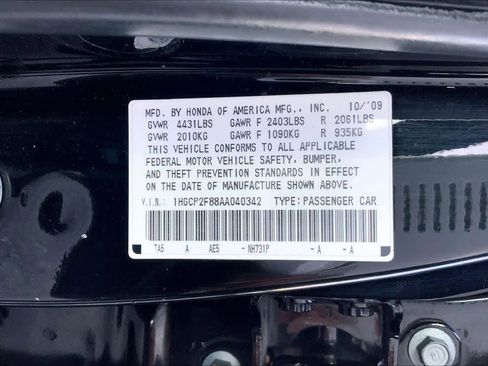 MFD. BY HONDA OF AMERICA MFG., INC. 10/'09
GVWR 4431LBS GAWR F 2403LBS R 2061LBS
GVWR 2010KG GAWR F 1090KG R 935KG
THIS VEHICLE CONFORMS TO ALL APPLICABLE
FEDERAL MOTOR VEHICLE SAFETY, BUMPER,
AND THEFT PREVENTION STANDARDS IN EFFECT
ON THE DATE OF MANUFACTURE SHOWN ABOVE.
V.I.N.: 1HGCP2F88AA040342 TYPE: PASSENGER CAR
TA5 A AE5 - NH731P - A - A